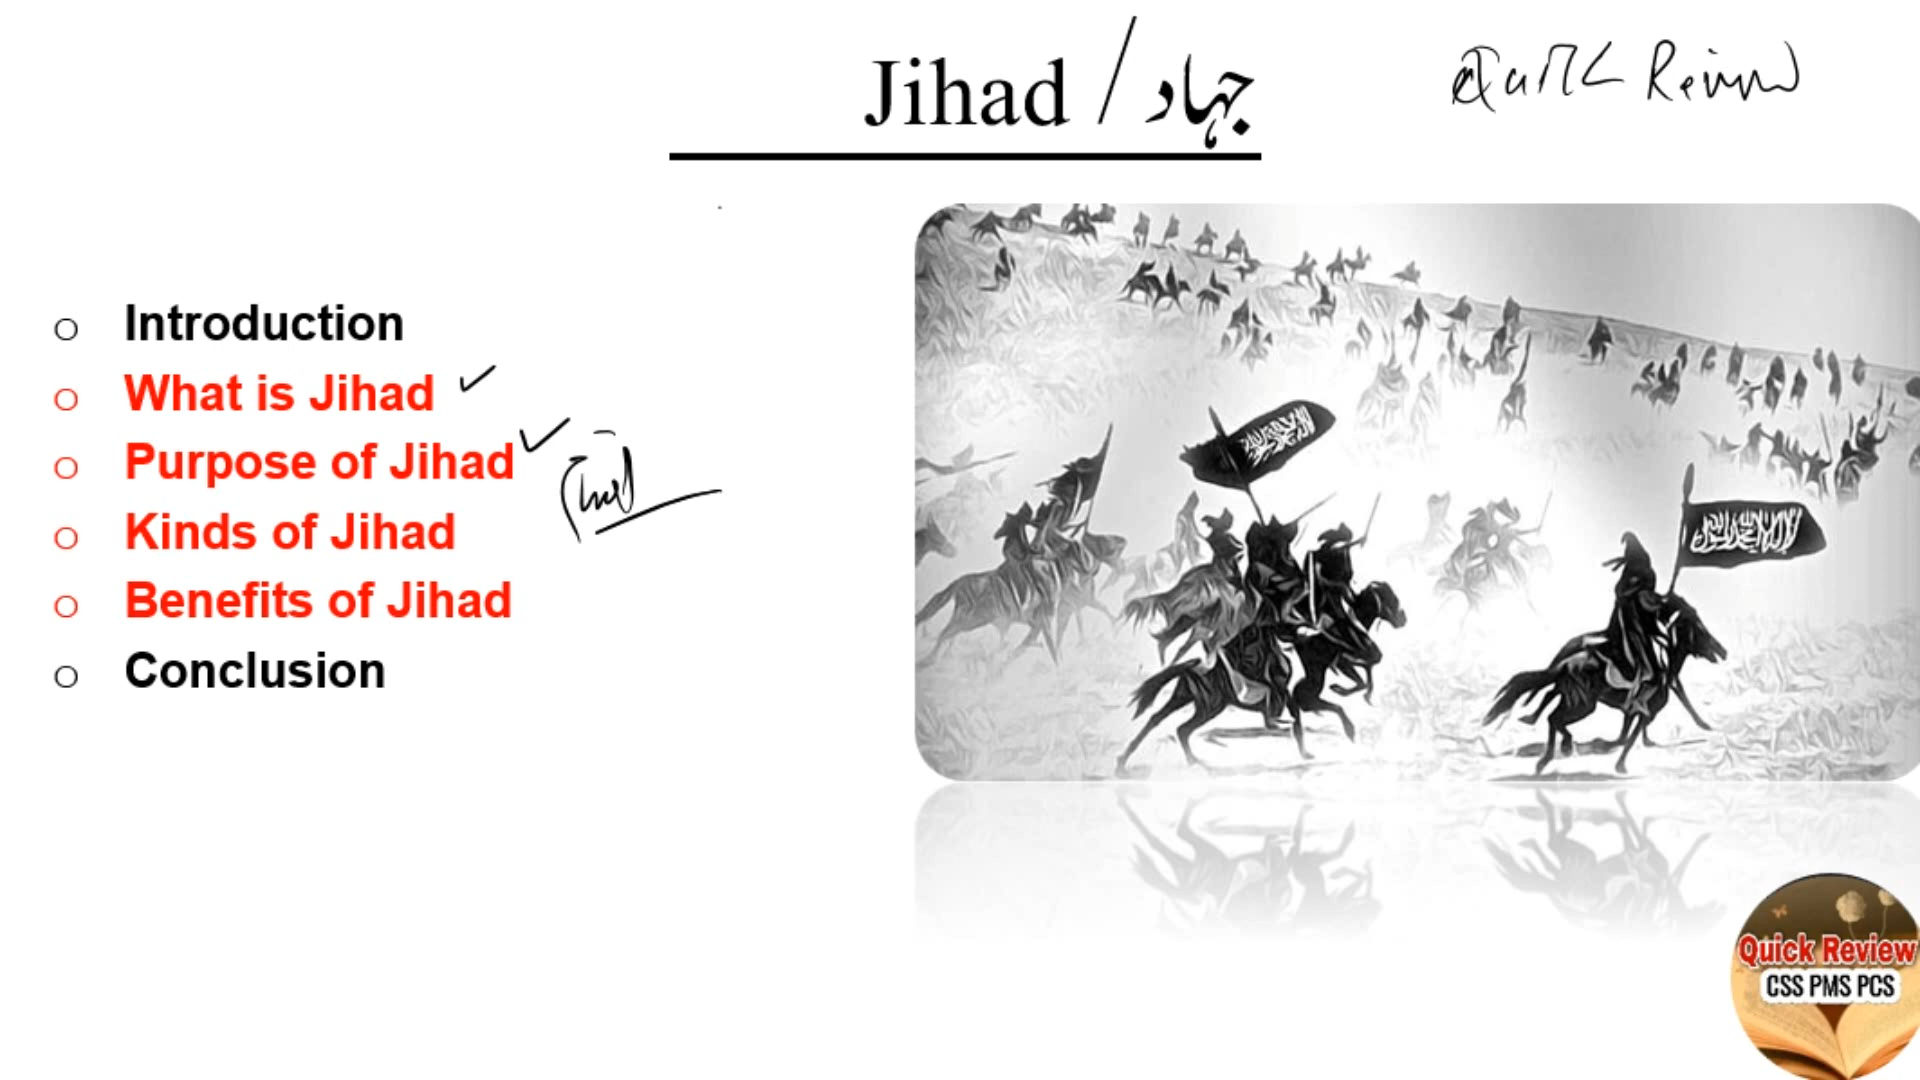 Jihad / جہاد
Quick Review
Introduction
What is Jihad
Purpose of Jihad
Kinds of Jihad
Benefits of Jihad
Conclusion
Quick Review
CSS PMS PCS